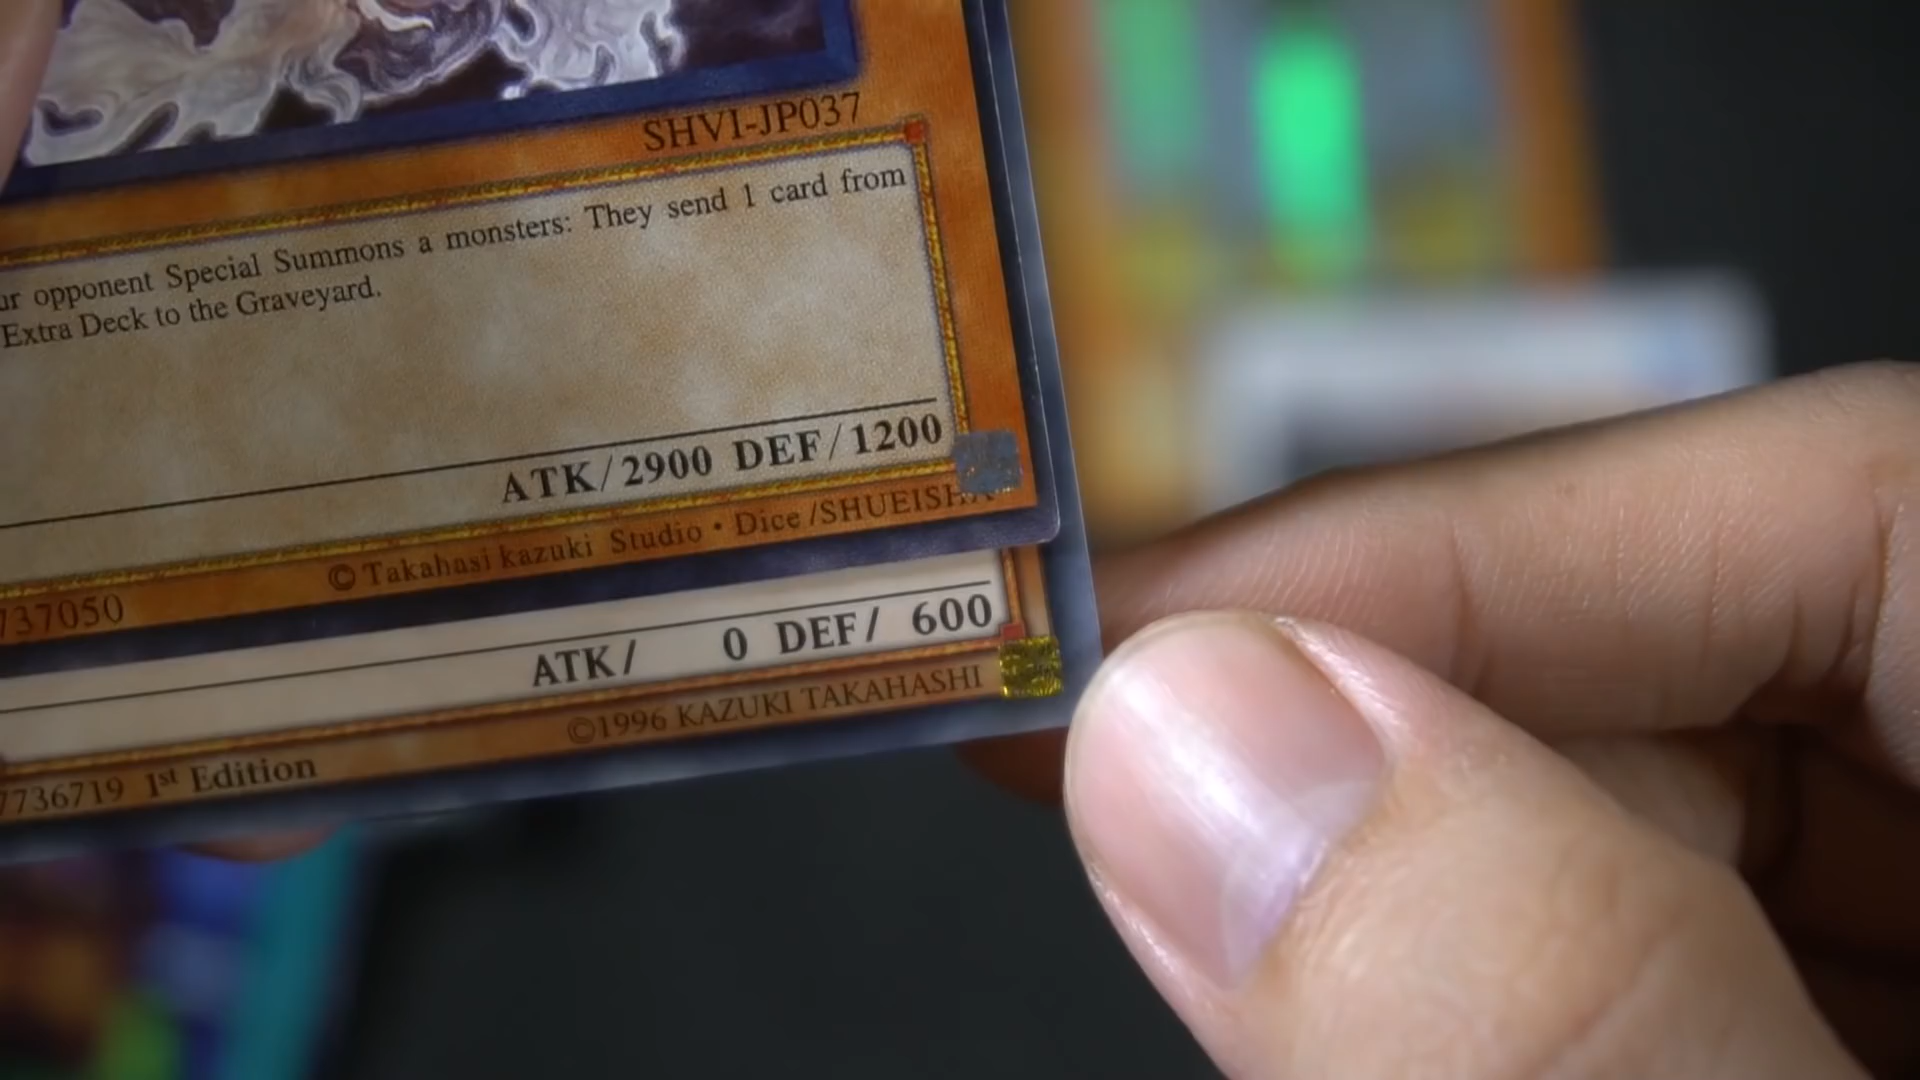 SHVI-JP037
ur opponent Special Summons a monsters: They send 1 card from
Extra Deck to the Graveyard.
ATK/2900 DEF/1200
©Takahasi kazuki Studio・Dice /SHUEISHA
737050
ATK/ 0 DEF/ 600
©1996 KAZUKI TAKAHASHI
7736719 1st Edition